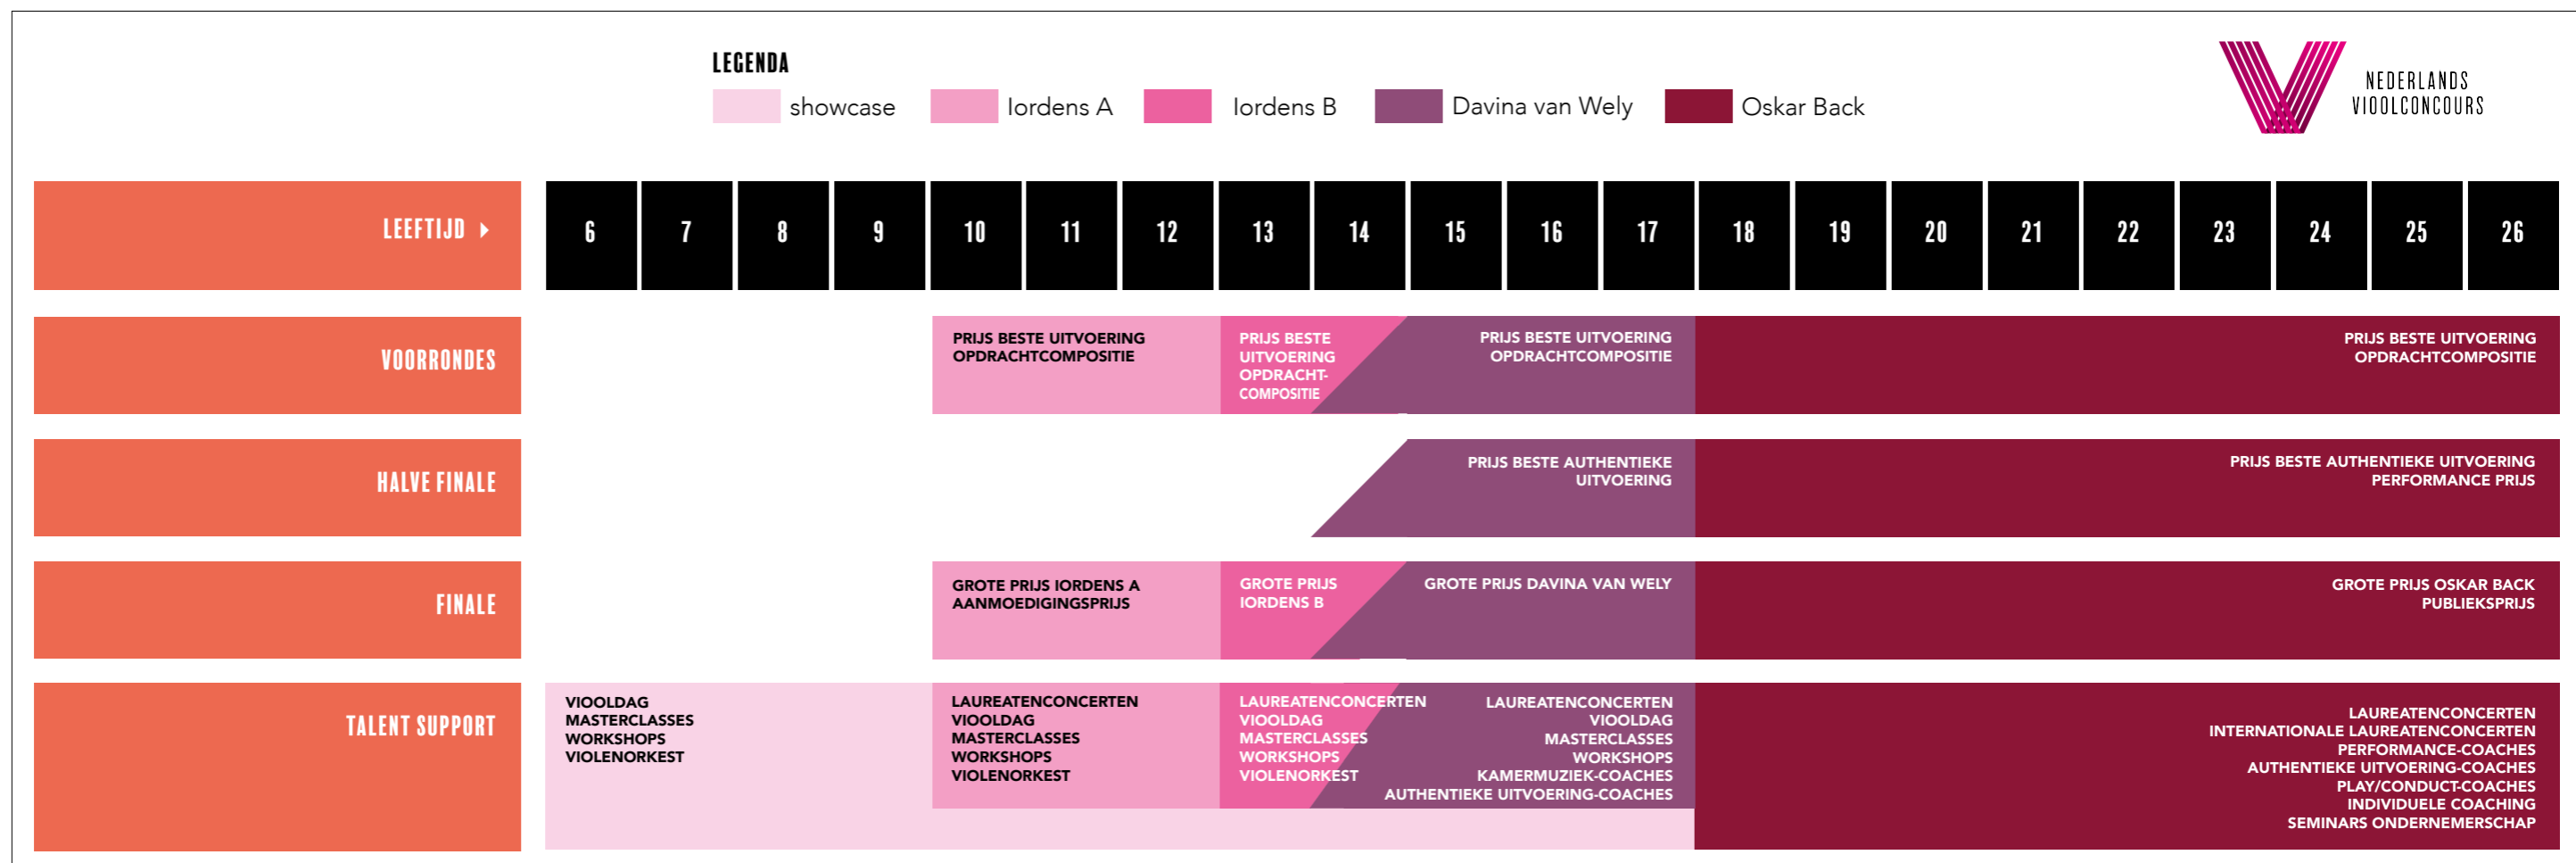 LEGENDA
showcase
Iordens A
Iordens B
Davina van Wely
Oskar Back
NEDERLANDS
VIOOLCONCOURS
LEEFTIJD
6 7 8 9 10 11 12 13 14 15 16 17 18 19 20 21 22 23 24 25 26
VOORRONDES
PRIJS BESTE UITVOERING
OPDRACHTCOMPOSITIE
PRIJS BESTE
UITVOERING
OPDRACHT-
COMPOSITIE
PRIJS BESTE UITVOERING
OPDRACHTCOMPOSITIE
PRIJS BESTE UITVOERING
OPDRACHTCOMPOSITIE
HALVE FINALE
PRIJS BESTE AUTHENTIEKE
UITVOERING
PRIJS BESTE AUTHENTIEKE UITVOERING
PERFORMANCE PRIJS
FINALE
GROTE PRIJS IORDENS A
AANMOEDIGINGSPRIJS
GROTE PRIJS
IORDENS B
GROTE PRIJS DAVINA VAN WELY
GROTE PRIJS OSKAR BACK
PUBLIEKSPRIJS
TALENT SUPPORT
VIOOLDAG
MASTERCLASSES
WORKSHOPS
VIOLENORKEST
LAUREATENCONCERTEN
VIOOLDAG
MASTERCLASSES
WORKSHOPS
VIOLENORKEST
LAUREATENCONCERTEN
VIOOLDAG
MASTERCLASSES
WORKSHOPS
VIOLENORKEST
LAUREATENCONCERTEN
VIOOLDAG
MASTERCLASSES
WORKSHOPS
KAMERMUZIEK-COACHES
AUTHENTIEKE UITVOERING-COACHES
LAUREATENCONCERTEN
INTERNATIONALE LAUREATENCONCERTEN
PERFORMANCE-COACHES
AUTHENTIEKE UITVOERING-COACHES
PLAY/CONDUCT-COACHES
INDIVIDUELE COACHING
SEMINARS ONDERNEMERSCHAP